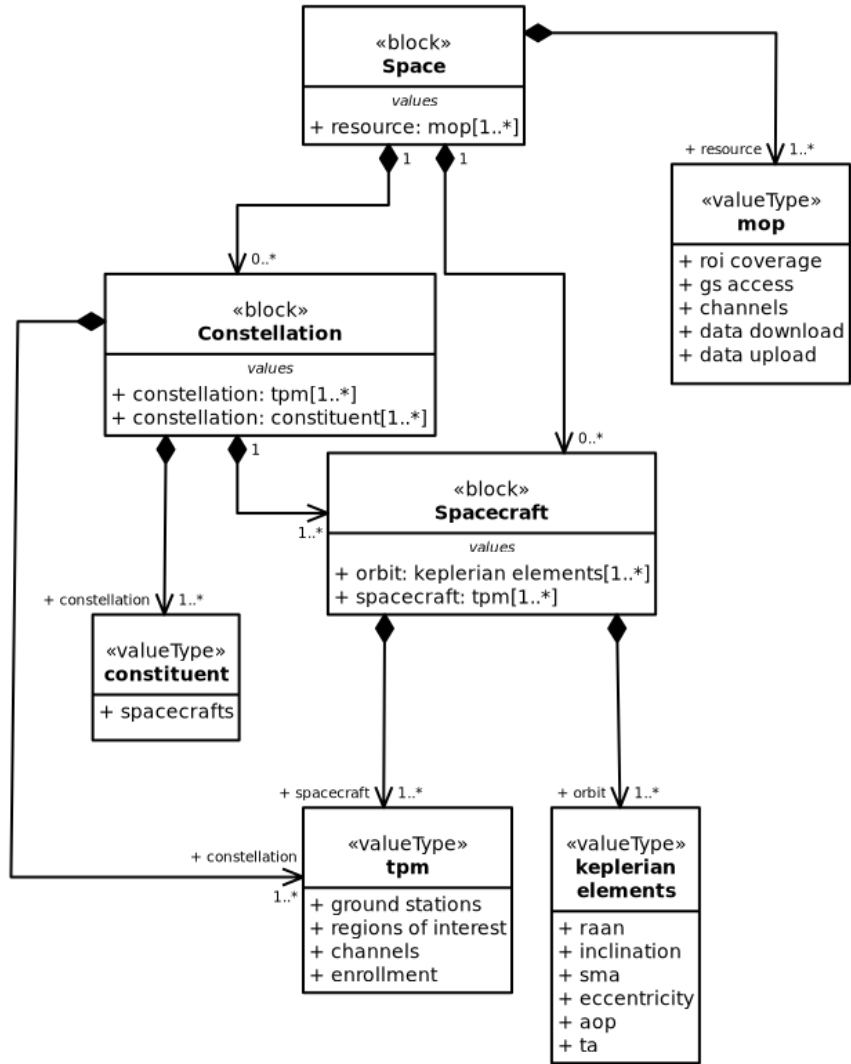 «block»
Space
values
+ resource: mop[1..*]
1
1
+ resource
1..*
«valueType»
mop
+ roi coverage
+ gs access
+ channels
+ data download
+ data upload
0..*
«block»
Constellation
values
+ constellation: tpm[1..*]
+ constellation: constituent[1..*]
1
0..*
1..*
«block»
Spacecraft
values
+ orbit: keplerian elements[1..*]
+ spacecraft: tpm[1..*]
+ constellation
1..*
«valueType»
constituent
+ spacecrafts
+ spacecraft
1..*
+ orbit
1..*
+ constellation
1..*
«valueType»
tpm
+ ground stations
+ regions of interest
+ channels
+ enrollment
«valueType»
keplerian
elements
+ raan
+ inclination
+ sma
+ eccentricity
+ aop
+ ta